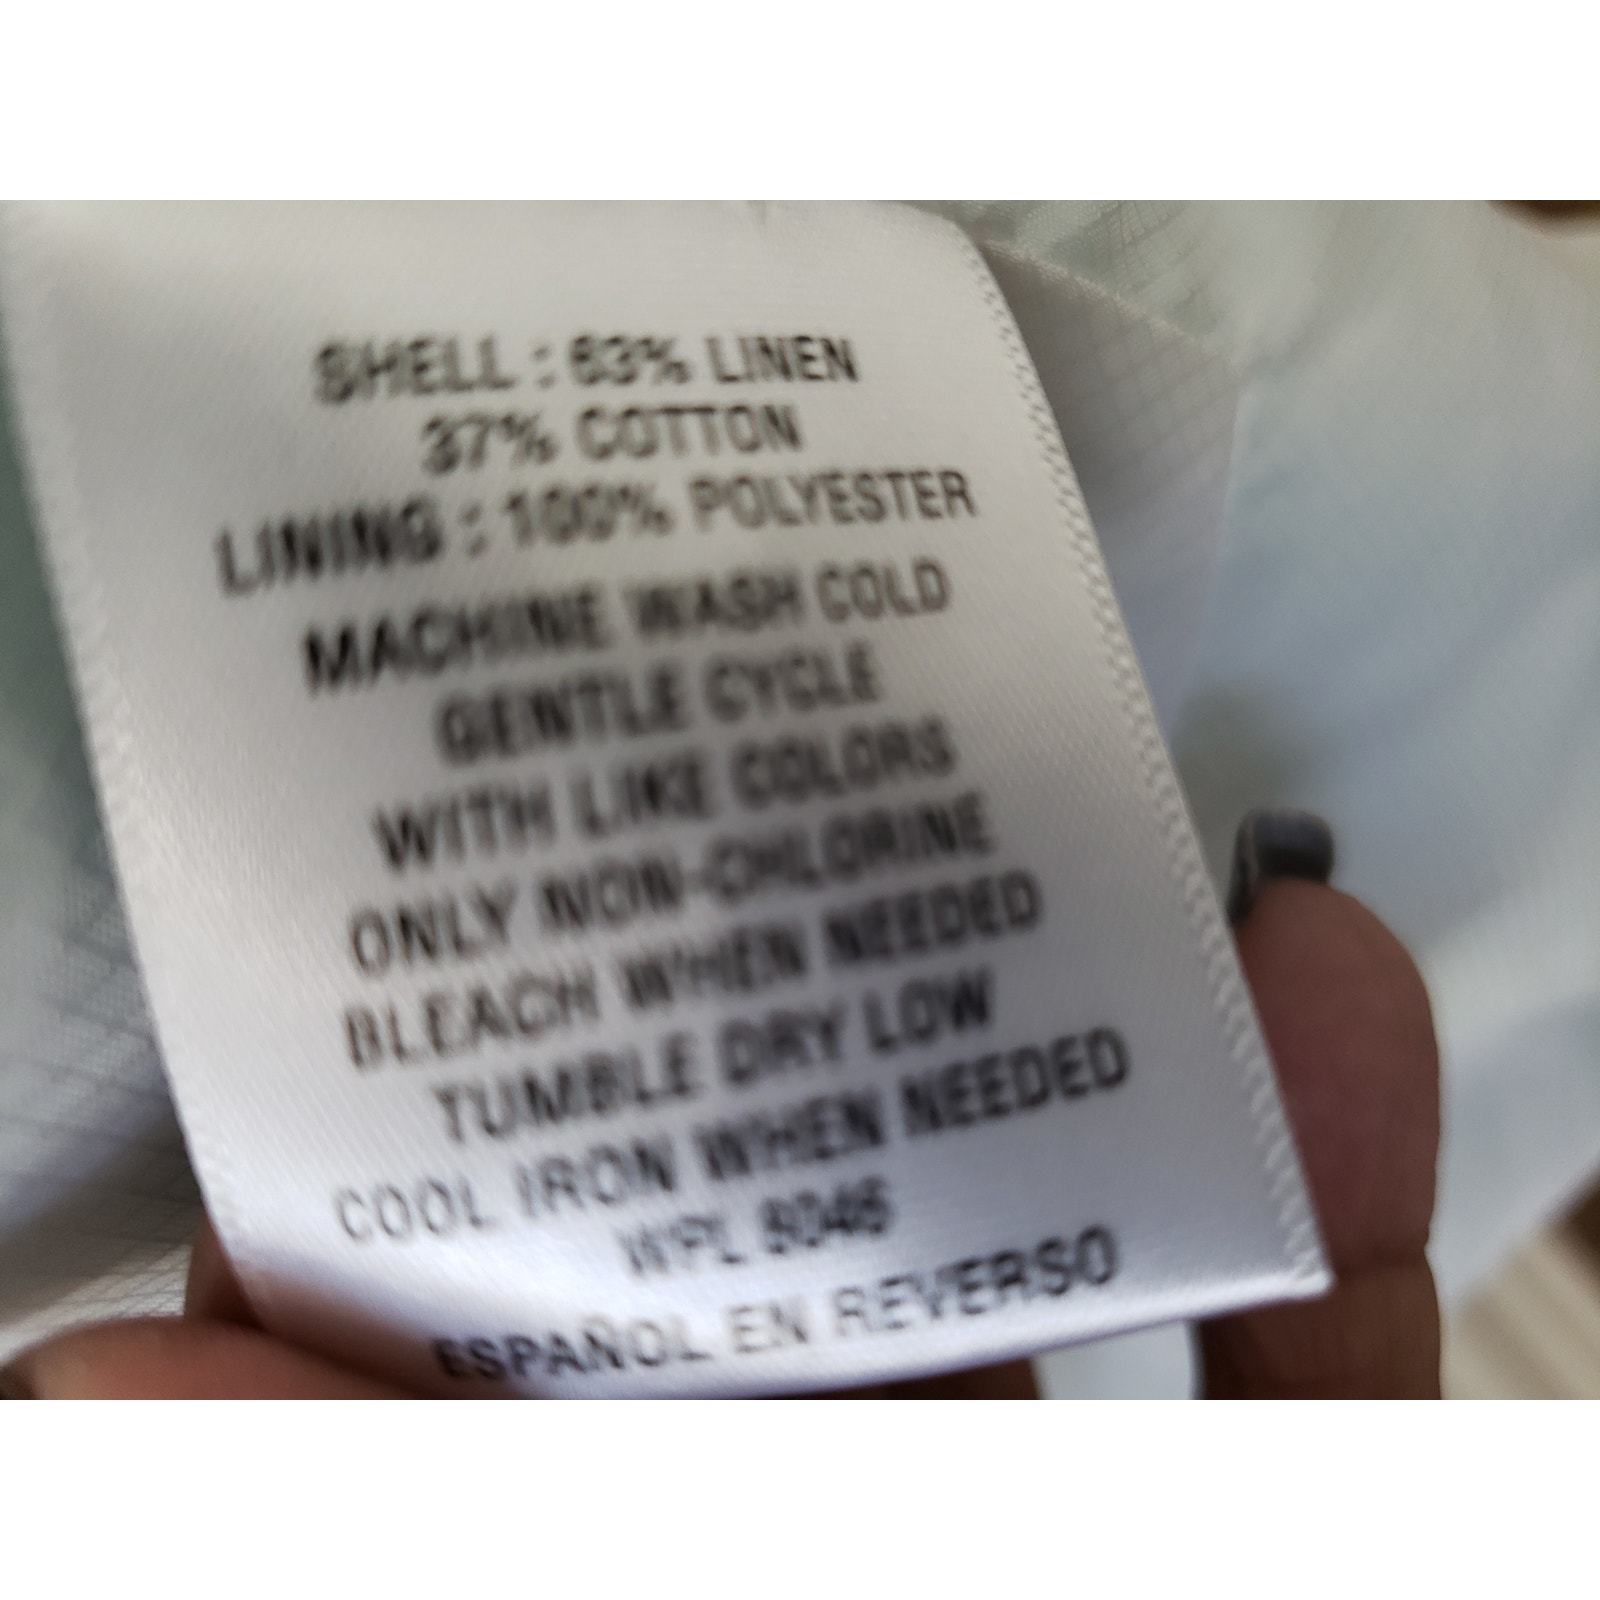 SHELL : 63% LINEN
37% COTTON
LINING : 100% POLYESTER
MACHINE WASH COLD
GENTLE CYCLE
WITH LIKE COLORS
ONLY NON-CHLORINE
BLEACH WHEN NEEDED
TUMBLE DRY LOW
COOL IRON WHEN NEEDED
WPL
ESPAÑOL EN REVERSO